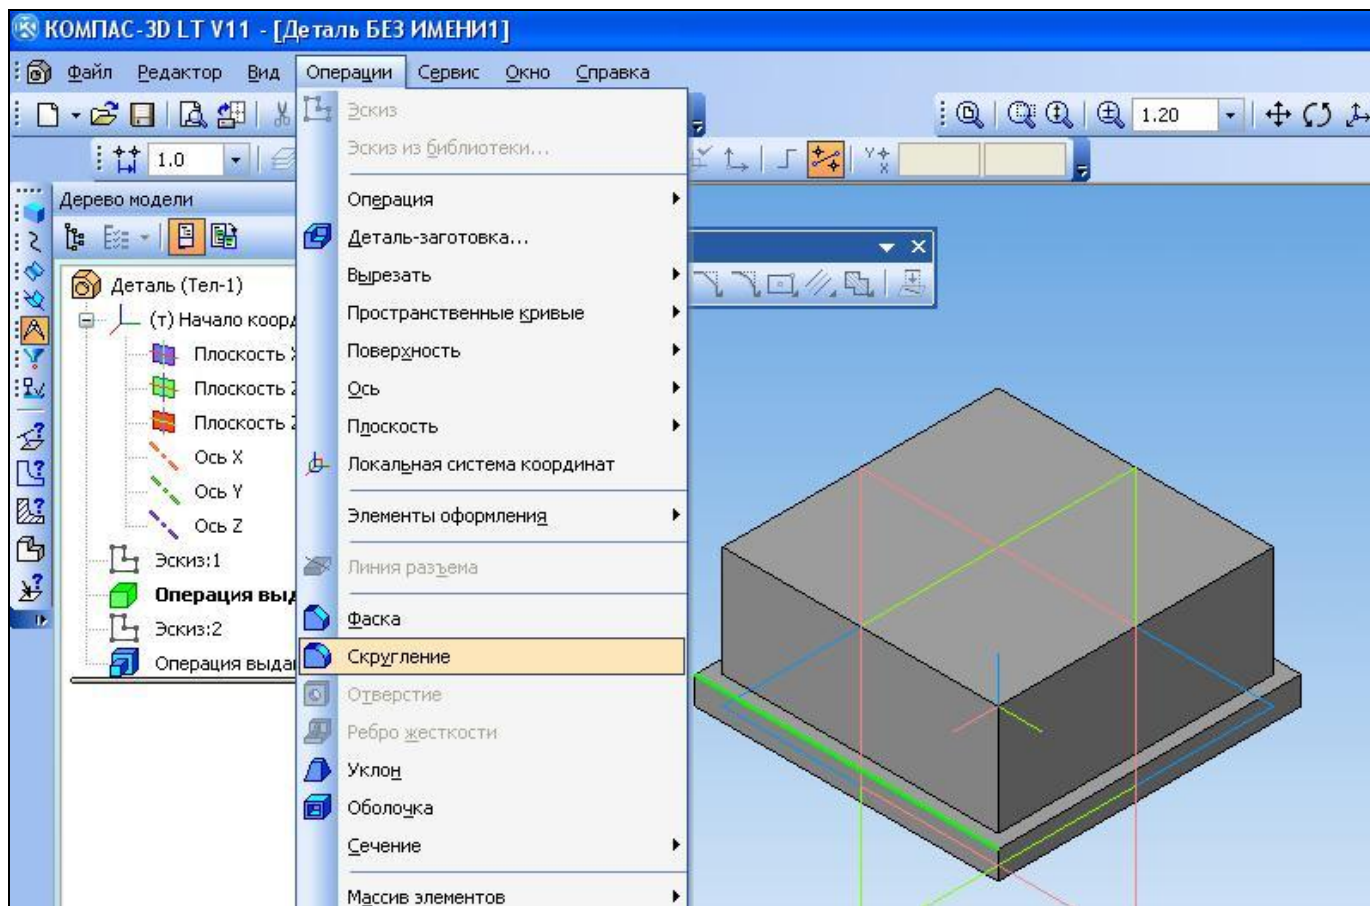 КОМПАС-3D LT V11 - [Деталь БЕЗ ИМЕНИ1]
Файл Редактор Вид Операции Сервис Окно Справка
1.20
1.0
Дерево модели
Деталь (Тел-1)
(т) Начало коорд
Плоскость
Плоскость
Плоскость
Ось X
Ось Y
Ось Z
Эскиз:1
Операция выд
Эскиз:2
Операция выда
Эскиз
Эскиз из библиотеки...
Операция
Деталь-заготовка...
Вырезать
Пространственные кривые
Поверхность
Ось
Плоскость
Локальная система координат
Элементы оформления
Линия разъема
Фаска
Скругление
Отверстие
Ребро жесткости
Уклон
Оболочка
Сечение
Массив элементов